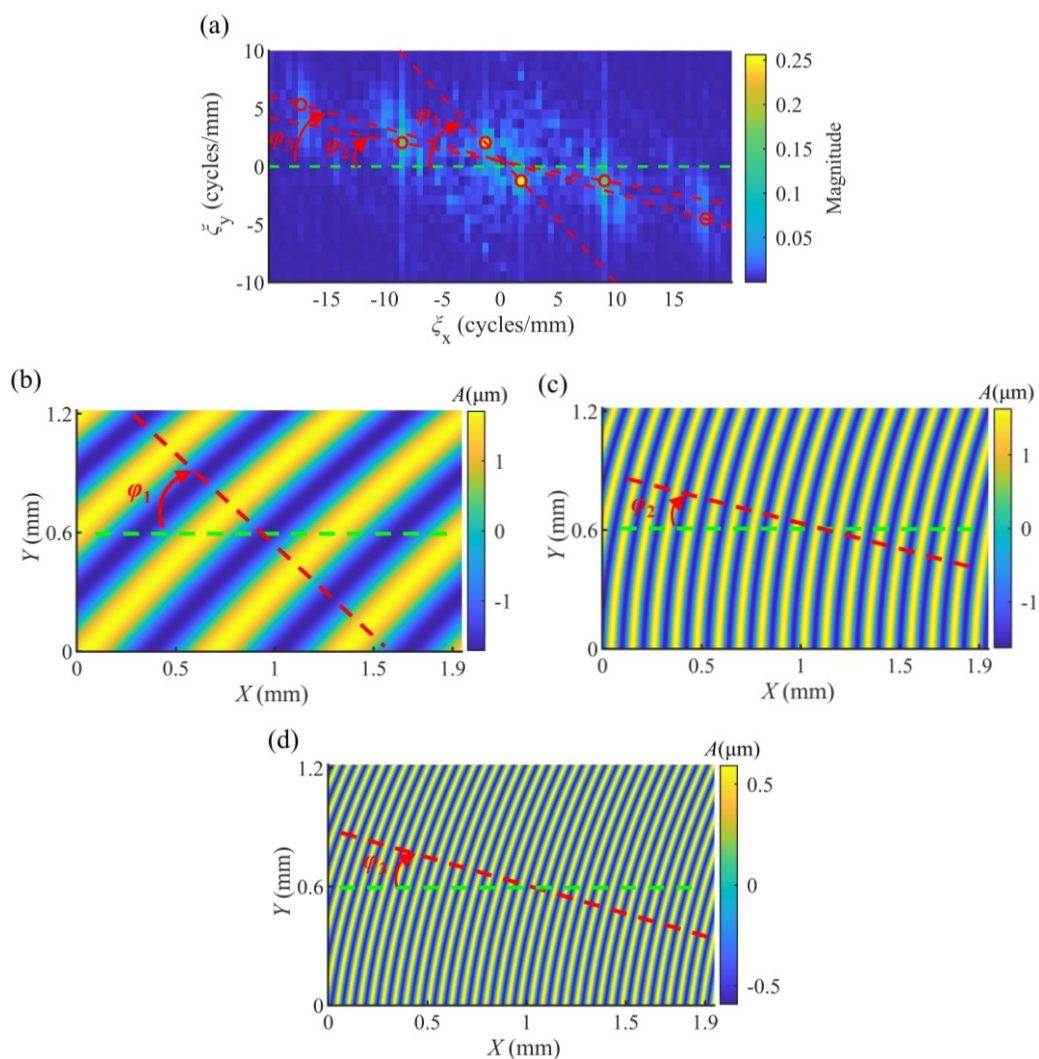 (a)
10
5
0
-5
-10
ξy (cycles/mm)
φ3
φ2
φ1
-15 -10 -5 0 5 10 15
ξx (cycles/mm)
0.25
0.2
0.15
0.1
0.05
Magnitude
(b)
A(μm)
1.2
0.6
0
Y (mm)
φ1
0 0.5 1 1.5 1.9
X (mm)
1
0
-1
(c)
A(μm)
1.2
0.6
0
Y (mm)
φ2
0 0.5 1 1.5 1.9
X (mm)
1
0
-1
(d)
A(μm)
1.2
0.6
0
Y (mm)
φ3
0 0.5 1 1.5 1.9
X (mm)
0.5
0
-0.5